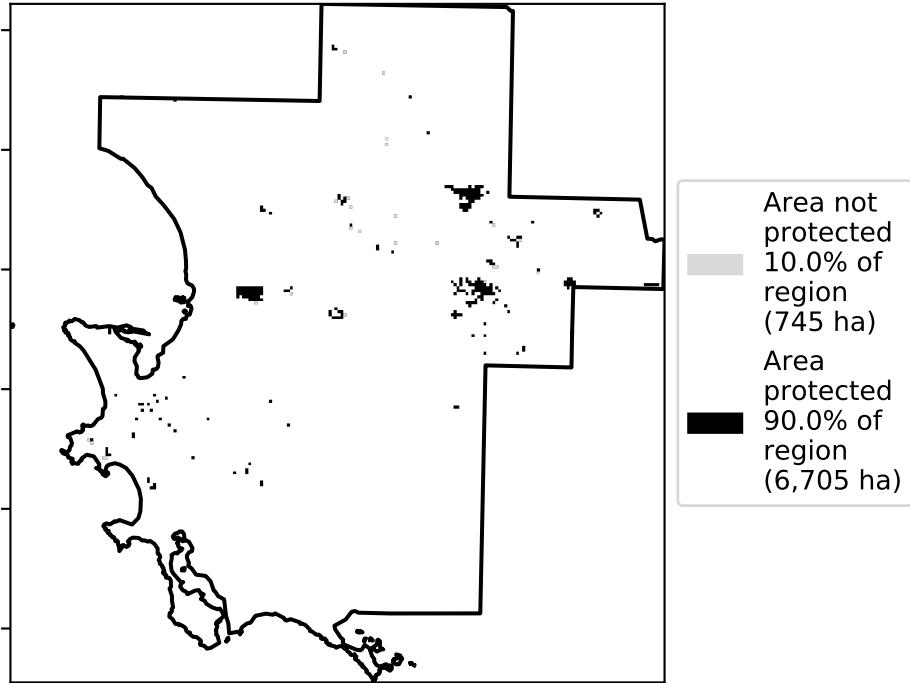 Area not
protected
10.0% of
region
(745 ha)
Area
protected
90.0% of
region
(6,705 ha)